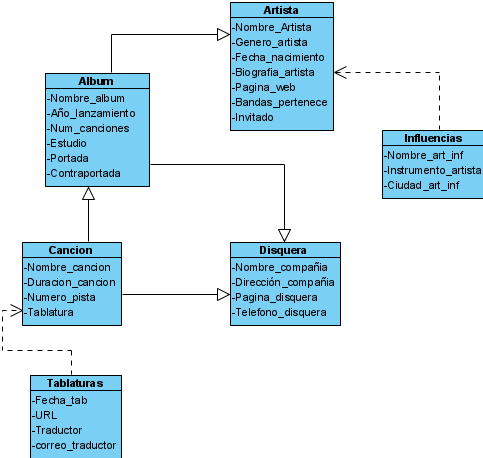 Artista
-Nombre_Artista
-Genero_artista
-Fecha_nacimiento
-Biografia_artista
-Pagina_web
-Bandas_pertenece
-Invitado
Album
-Nombre_album
-Año_lanzamiento
-Num_canciones
-Estudio
-Portada
-Contraportada
Influencias
-Nombre_art_inf
-Instrumento_artista
-Ciudad_art_inf
Cancion
-Nombre_cancion
-Duracion_cancion
-Numero_pista
-Tablatura
Disquera
-Nombre_compañia
-Dirección_compañia
-Pagina_disquera
-Telefono_disquera
Tablaturas
-Fecha_tab
-URL
-Traductor
-correo_traductor